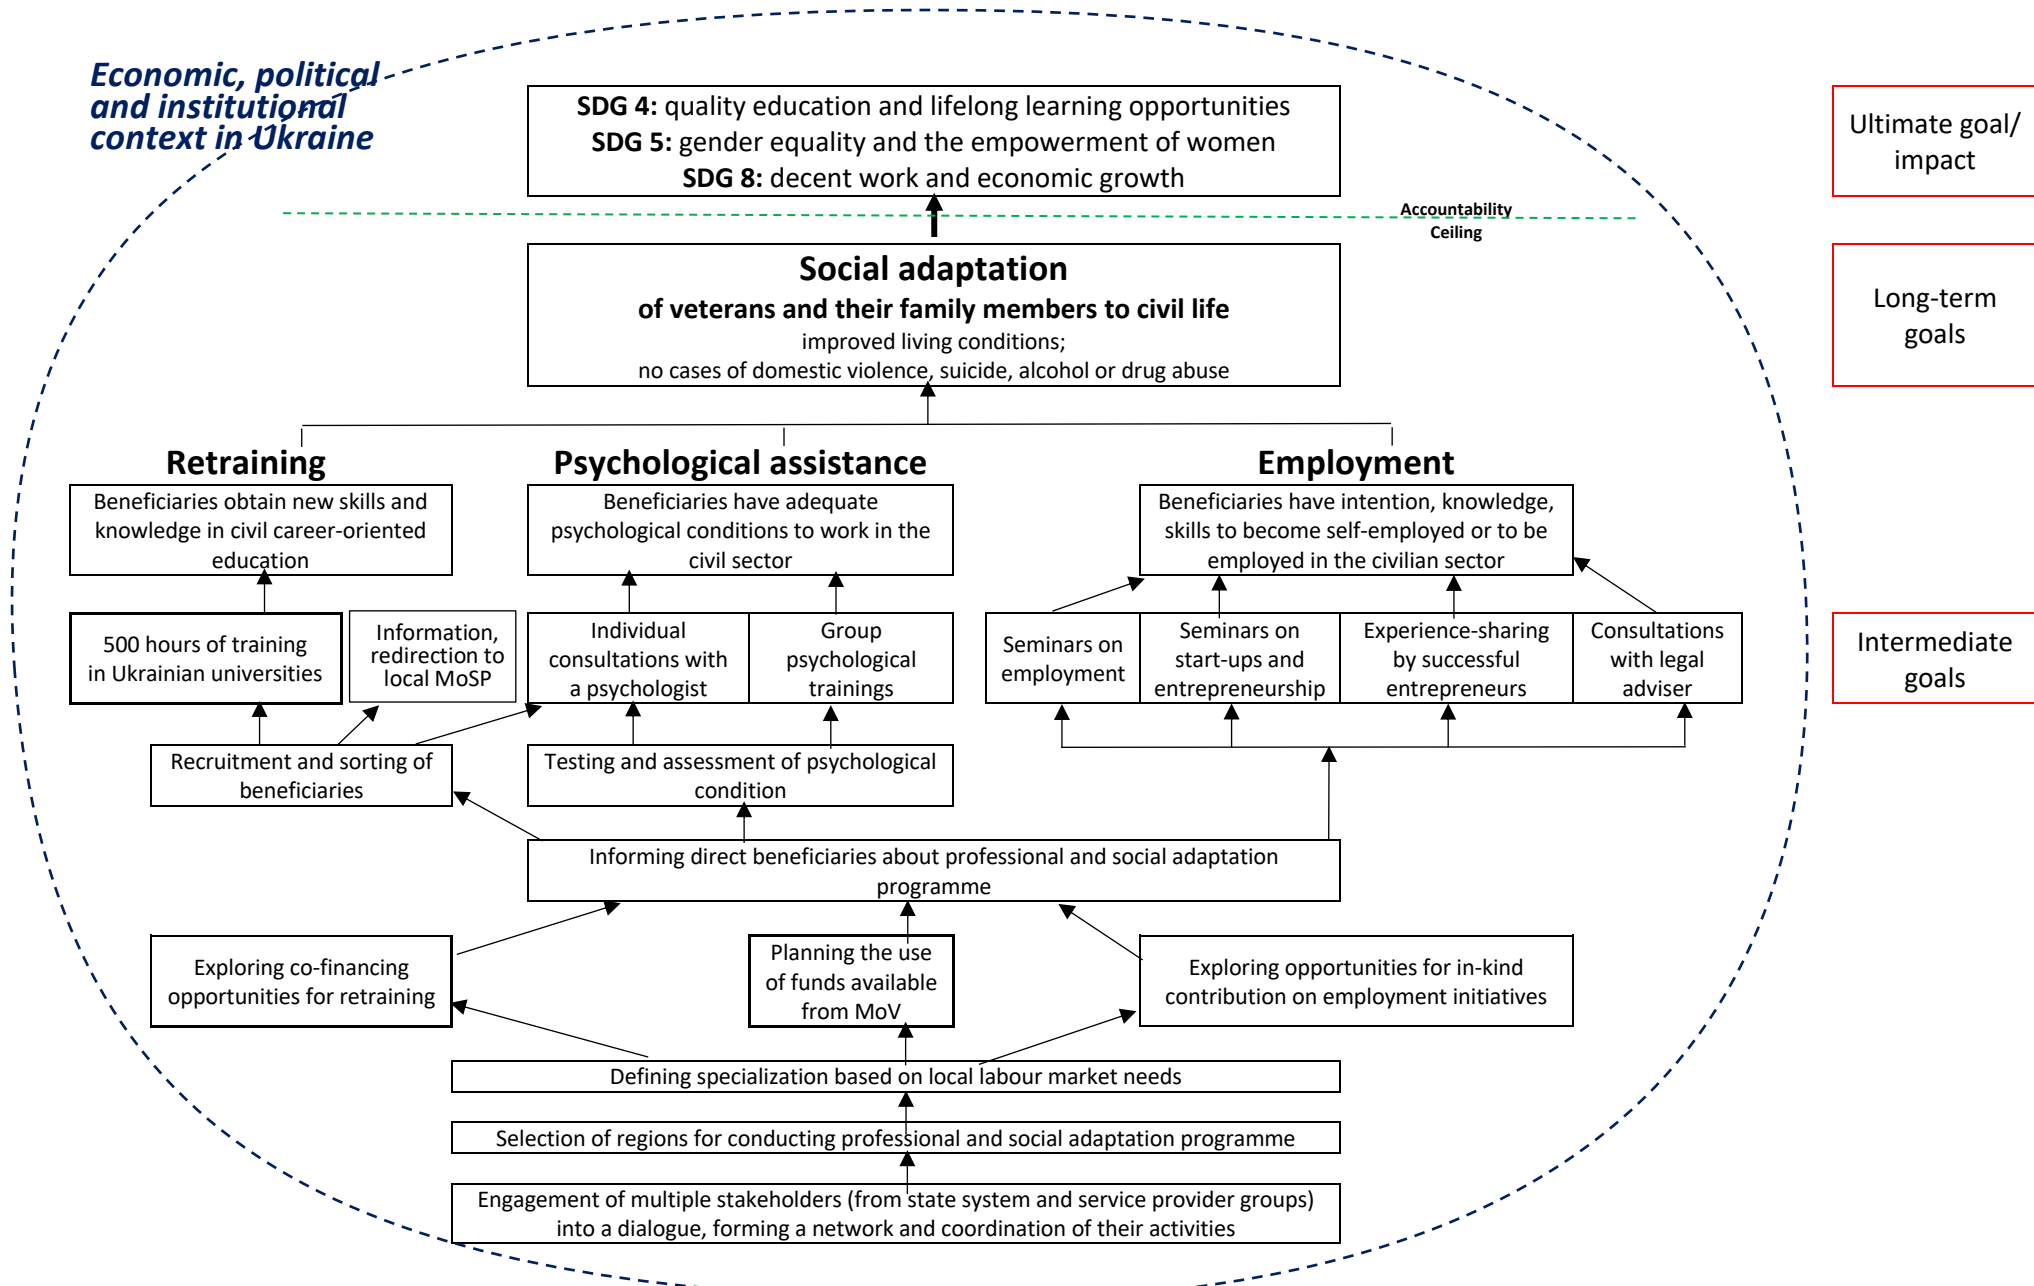 Economic, political
and institutional
context in Ukraine
SDG 4: quality education and lifelong learning opportunities
SDG 5: gender equality and the empowerment of women
SDG 8: decent work and economic growth
Ultimate goal/
impact
Accountability
Ceiling
Social adaptation
of veterans and their family members to civil life
improved living conditions;
no cases of domestic violence, suicide, alcohol or drug abuse
Long-term
goals
Retraining
Psychological assistance
Employment
Beneficiaries obtain new skills and
knowledge in civil career-oriented
education
Beneficiaries have adequate
psychological conditions to work in the
civil sector
Beneficiaries have intention, knowledge,
skills to become self-employed or to be
employed in the civilian sector
500 hours of training
in Ukrainian universities
Information,
redirection to
local MoSP
Individual
consultations with
a psychologist
Group
psychological
trainings
Seminars on
employment
Seminars on
start-ups and
entrepreneurship
Experience-sharing
by successful
entrepreneurs
Consultations
with legal
adviser
Intermediate
goals
Recruitment and sorting of
beneficiaries
Testing and assessment of psychological
condition
Informing direct beneficiaries about professional and social adaptation
programme
Exploring co-financing
opportunities for retraining
Planning the use
of funds available
from MoV
Exploring opportunities for in-kind
contribution on employment initiatives
Defining specialization based on local labour market needs
Selection of regions for conducting professional and social adaptation programme
Engagement of multiple stakeholders (from state system and service provider groups)
into a dialogue, forming a network and coordination of their activities